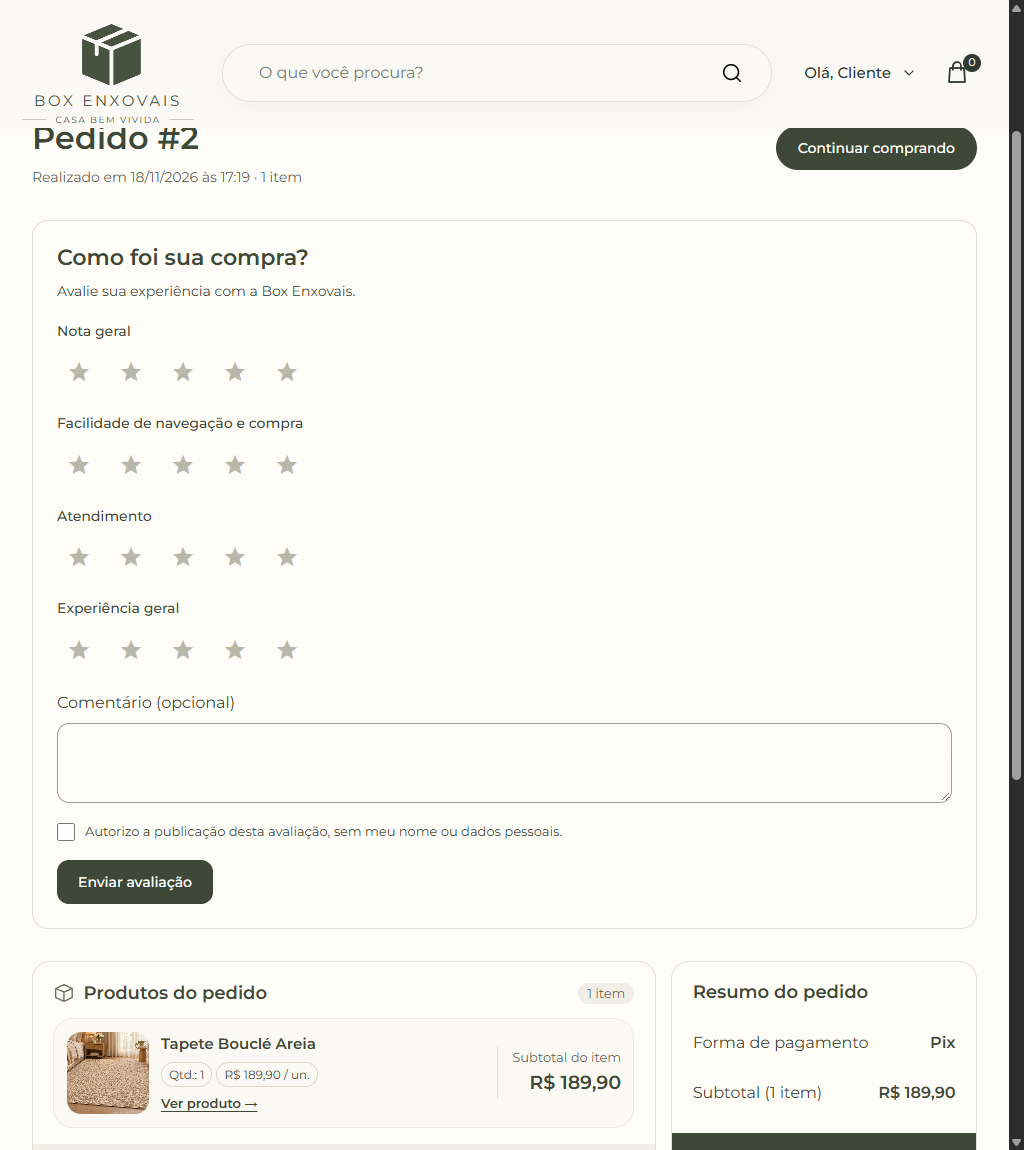 BOX ENXOVAIS
CASA BEM VIVIDA
O que você procura?
Olá, Cliente
0
Pedido #2
Continuar comprando
Realizado em 18/11/2026 às 17:19 · 1 item
Como foi sua compra?
Avalie sua experiência com a Box Enxovais.
Nota geral
Facilidade de navegação e compra
Atendimento
Experiência geral
Comentário (opcional)
Autorizo a publicação desta avaliação, sem meu nome ou dados pessoais.
Enviar avaliação
Produtos do pedido
1 item
Tapete Bouclé Areia
Qtd.: 1
R$ 189,90 / un.
Ver produto →
Subtotal do item
R$ 189,90
Resumo do pedido
Forma de pagamento
Pix
Subtotal (1 item)
R$ 189,90